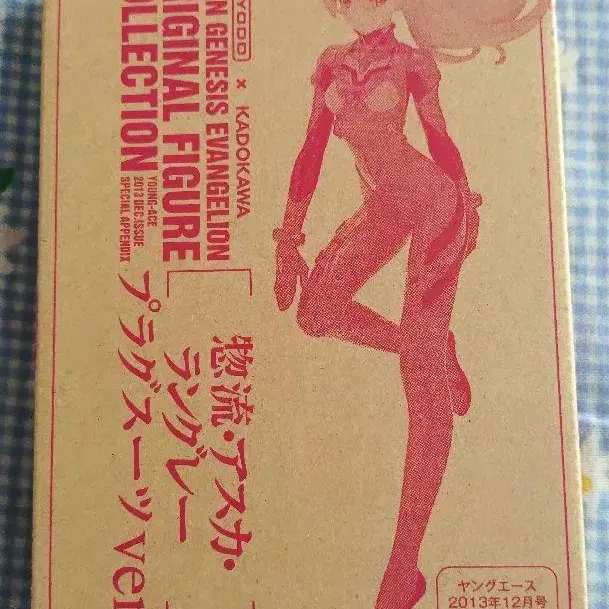 YODO × KADOKAWA
N GENESIS EVANGELION
RIGINAL FIGURE
OLLECTION
YOUNG-ACE
2013 DEC.ISSUE
SPECIAL APPENDIX
惣流・アスカ・
ラングレー
プラグスーツver
ヤングエース
2013年12月号